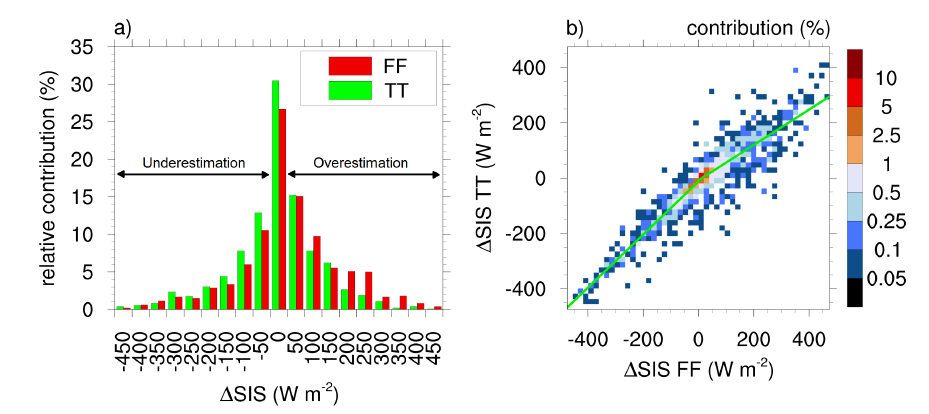 a)
relative contribution (%)
35
30
25
20
15
10
5
0
FF
TT
Underestimation
Overestimation
-450 -400 -350 -300 -250 -200 -150 -100 -50 0 50 100 150 200 250 300 350 400 450
ΔSIS (W m-2)
b)
contribution (%)
ΔSIS TT (W m-2)
400
200
0
-200
-400
-400 -200 0 200 400
ΔSIS FF (W m-2)
10
5
2.5
1
0.5
0.25
0.1
0.05